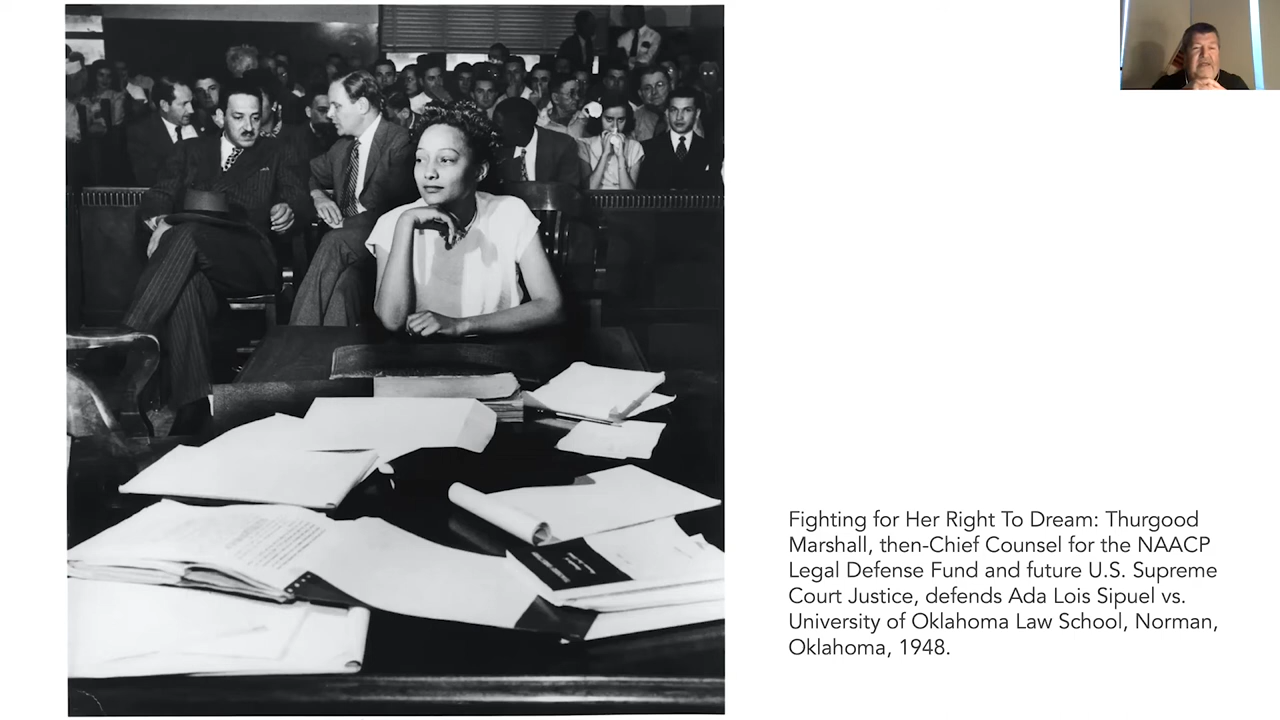 Fighting for Her Right To Dream: Thurgood
Marshall, then-Chief Counsel for the NAACP
Legal Defense Fund and future U.S. Supreme
Court Justice, defends Ada Lois Sipuel vs.
University of Oklahoma Law School, Norman,
Oklahoma, 1948.